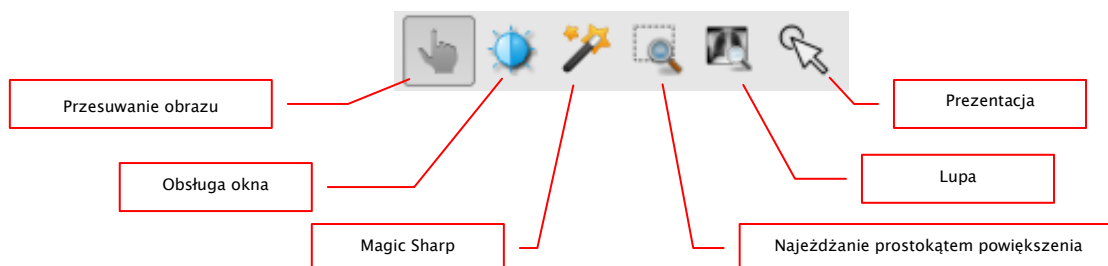 Przesuwanie obrazu
Prezentacja
Obsługa okna
Lupa
Magic Sharp
Najeżdżanie prostokątem powiększenia